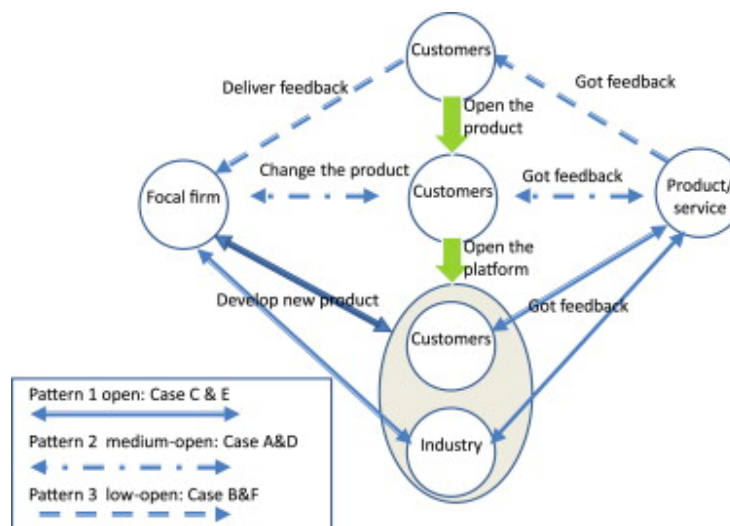 Customers
Deliver feedback
Got feedback
Open the
product
Change the product
Got feedback
Focal firm
Customers
Product/
service
Open the
platform
Develop new product
Got feedback
Customers
Industry
Pattern 1 open: Case C & E
Pattern 2 medium-open: Case A&D
Pattern 3 low-open: Case B&F